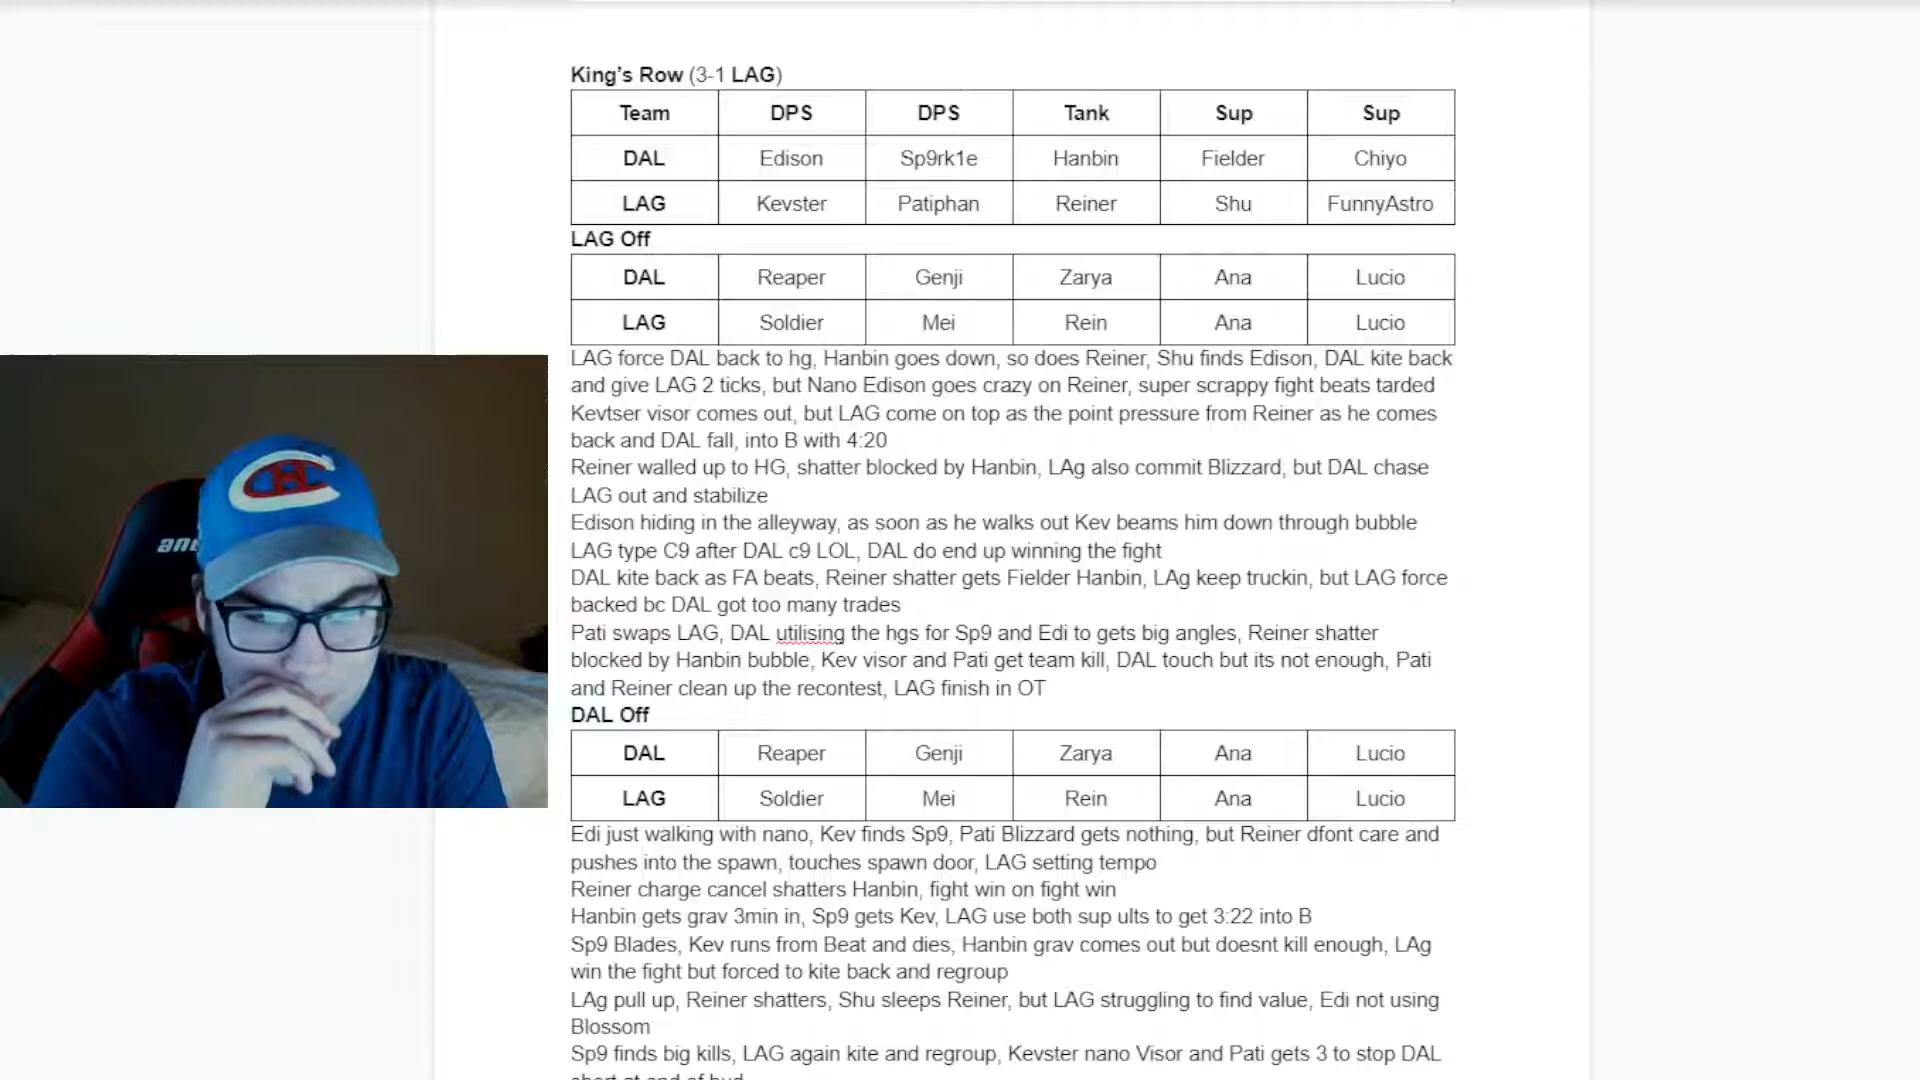 King's Row (3-1 LAG)
Team DPS DPS Tank Sup Sup
DAL Edison Sp9rk1e Hanbin Fielder Chiyo
LAG Kevster Patiphan Reiner Shu FunnyAstro
LAG Off
DAL Reaper Genji Zarya Ana Lucio
LAG Soldier Mei Rein Ana Lucio
LAG force DAL back to hg, Hanbin goes down, so does Reiner, Shu finds Edison, DAL kite back
and give LAG 2 ticks, but Nano Edison goes crazy on Reiner, super scrappy fight beats tarded
Kevtser visor comes out, but LAG come on top as the point pressure from Reiner as he comes
back and DAL fall, into B with 4:20
Reiner walled up to HG, shatter blocked by Hanbin, LAg also commit Blizzard, but DAL chase
LAG out and stabilize
Edison hiding in the alleyway, as soon as he walks out Kev beams him down through bubble
LAG type C9 after DAL c9 LOL, DAL do end up winning the fight
DAL kite back as FA beats, Reiner shatter gets Fielder Hanbin, LAg keep truckin, but LAG force
backed bc DAL got too many trades
Pati swaps LAG, DAL utilising the hgs for Sp9 and Edi to gets big angles, Reiner shatter
blocked by Hanbin bubble, Kev visor and Pati get team kill, DAL touch but its not enough, Pati
and Reiner clean up the recontest, LAG finish in OT
DAL Off
DAL Reaper Genji Zarya Ana Lucio
LAG Soldier Mei Rein Ana Lucio
Edi just walking with nano, Kev finds Sp9, Pati Blizzard gets nothing, but Reiner dfont care and
pushes into the spawn, touches spawn door, LAG setting tempo
Reiner charge cancel shatters Hanbin, fight win on fight win
Hanbin gets grav 3min in, Sp9 gets Kev, LAG use both sup ults to get 3:22 into B
Sp9 Blades, Kev runs from Beat and dies, Hanbin grav comes out but doesnt kill enough, LAg
win the fight but forced to kite back and regroup
LAg pull up, Reiner shatters, Shu sleeps Reiner, but LAG struggling to find value, Edi not using
Blossom
Sp9 finds big kills, LAG again kite and regroup, Kevster nano Visor and Pati gets 3 to stop DAL